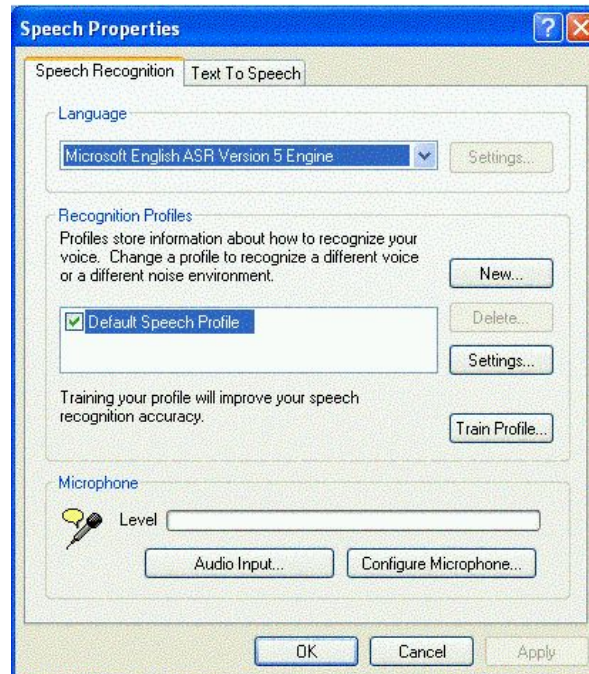 Speech Properties
Speech Recognition
Text To Speech
Language
Microsoft English ASR Version 5 Engine
Settings...
Recognition Profiles
Profiles store information about how to recognize your
voice. Change a profile to recognize a different voice
or a different noise environment.
New...
Default Speech Profile
Delete...
Settings...
Training your profile will improve your speech
recognition accuracy.
Train Profile...
Microphone
Level
Audio Input...
Configure Microphone...
OK
Cancel
Apply